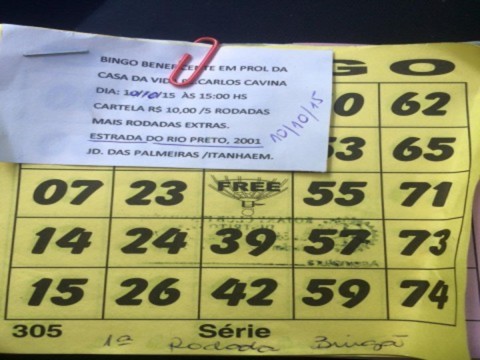 BINGO BENEFICENTE EM PROL DA
CASA DA VIDA DE CARLOS CAVINA
DIA: 10/10/15 ÀS 15:00 HS
CARTELA R$ 10,00 /5 RODADAS
MAIS RODADAS EXTRAS.
ESTRADA DO RIO PRETO, 2001
JD. DAS PALMEIRAS /ITANHAEM.
10/10/15
G O
62
53 65
07 23 FREE 55 71
14 24 39 57 73
15 26 42 59 74
305 Série
1ª Rodada Bingão